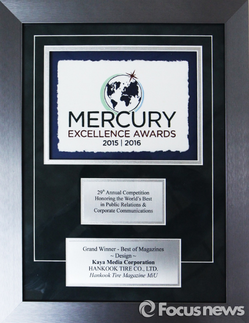 MERCURY
EXCELLENCE AWARDS
2015 | 2016
29th Annual Competition
Honoring the World's Best
in Public Relations &
Corporate Communications
Grand Winner - Best of Magazines
~ Design ~
Kaya Media Corporation
HANKOOK TIRE CO., LTD.
Hankook Tire Magazine MiU
Focusnews